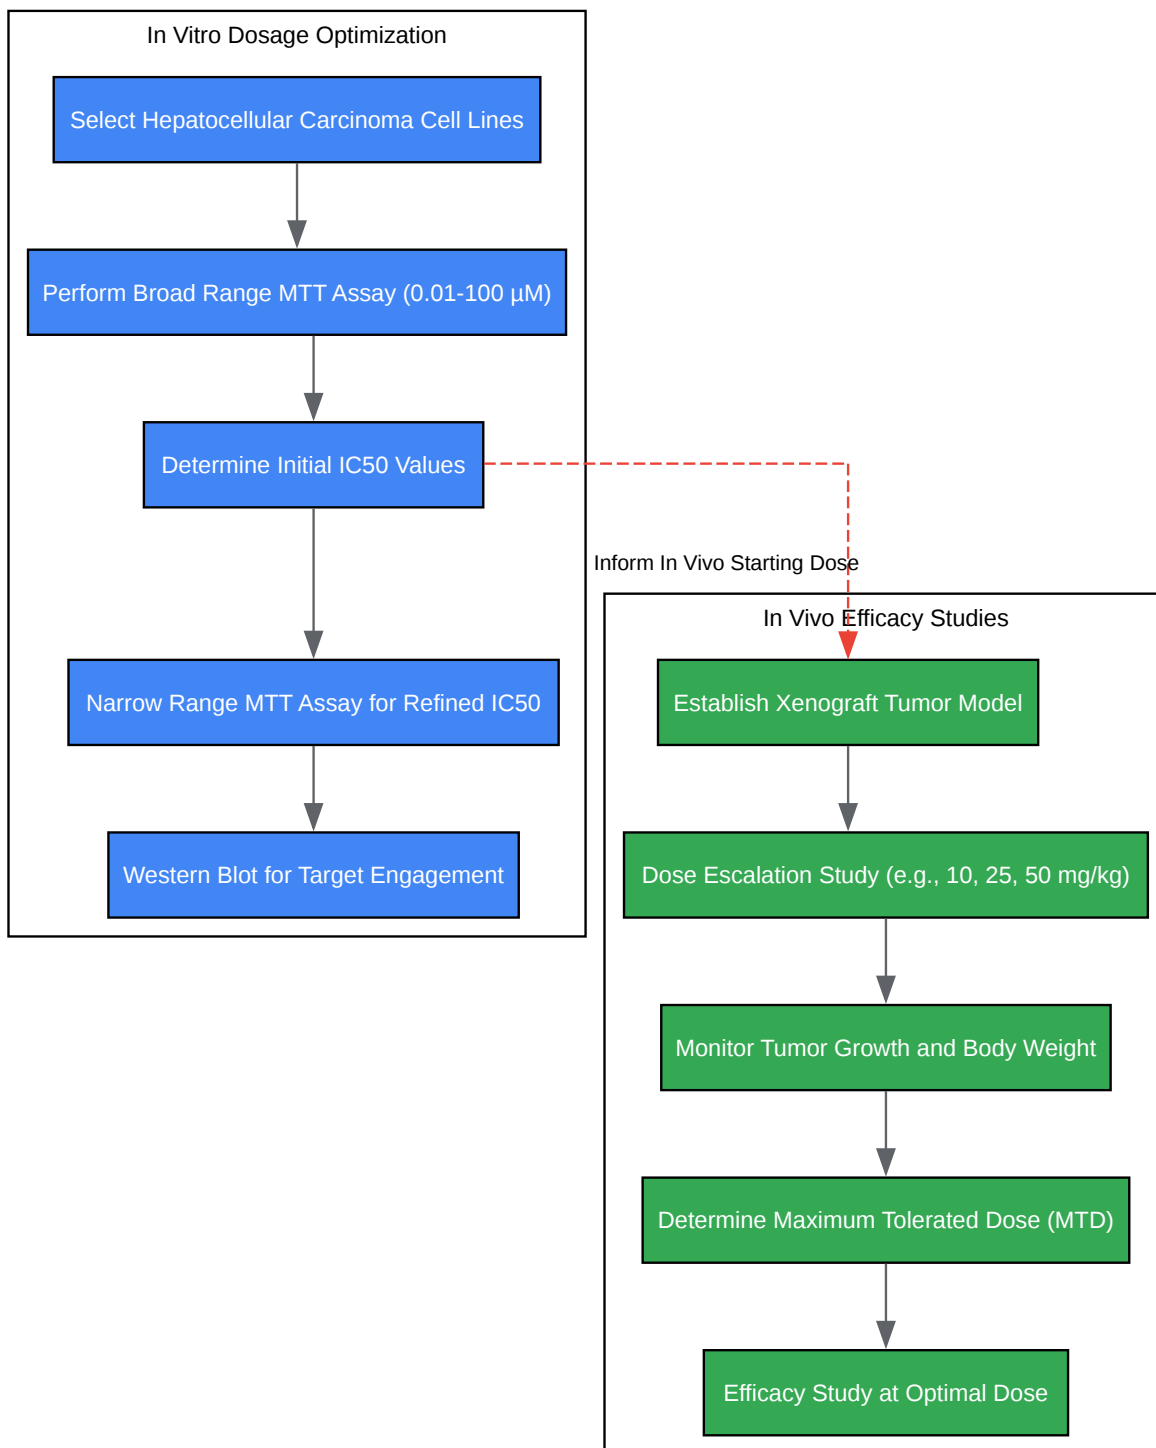 In Vitro Dosage Optimization
Select Hepatocellular Carcinoma Cell Lines
Perform Broad Range MTT Assay (0.01-100 µM)
Determine Initial IC50 Values
Narrow Range MTT Assay for Refined IC50
Western Blot for Target Engagement
Inform In Vivo Starting Dose
In Vivo Efficacy Studies
Establish Xenograft Tumor Model
Dose Escalation Study (e.g., 10, 25, 50 mg/kg)
Monitor Tumor Growth and Body Weight
Determine Maximum Tolerated Dose (MTD)
Efficacy Study at Optimal Dose